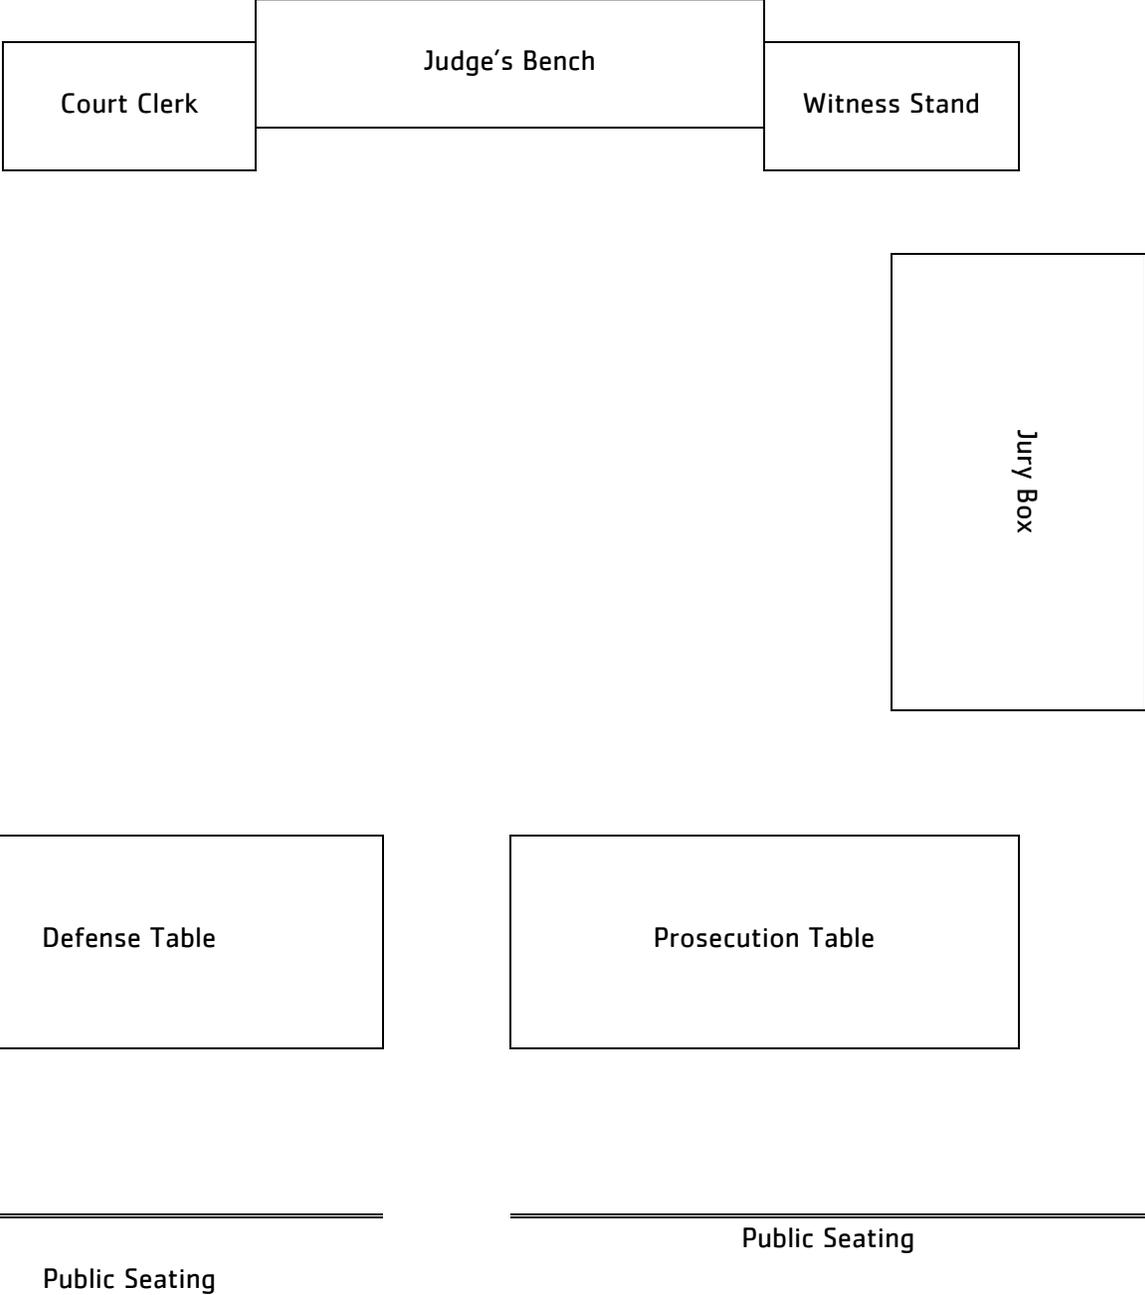 Judge's Bench
Court Clerk
Witness Stand
Jury Box
Defense Table
Prosecution Table
Public Seating
Public Seating